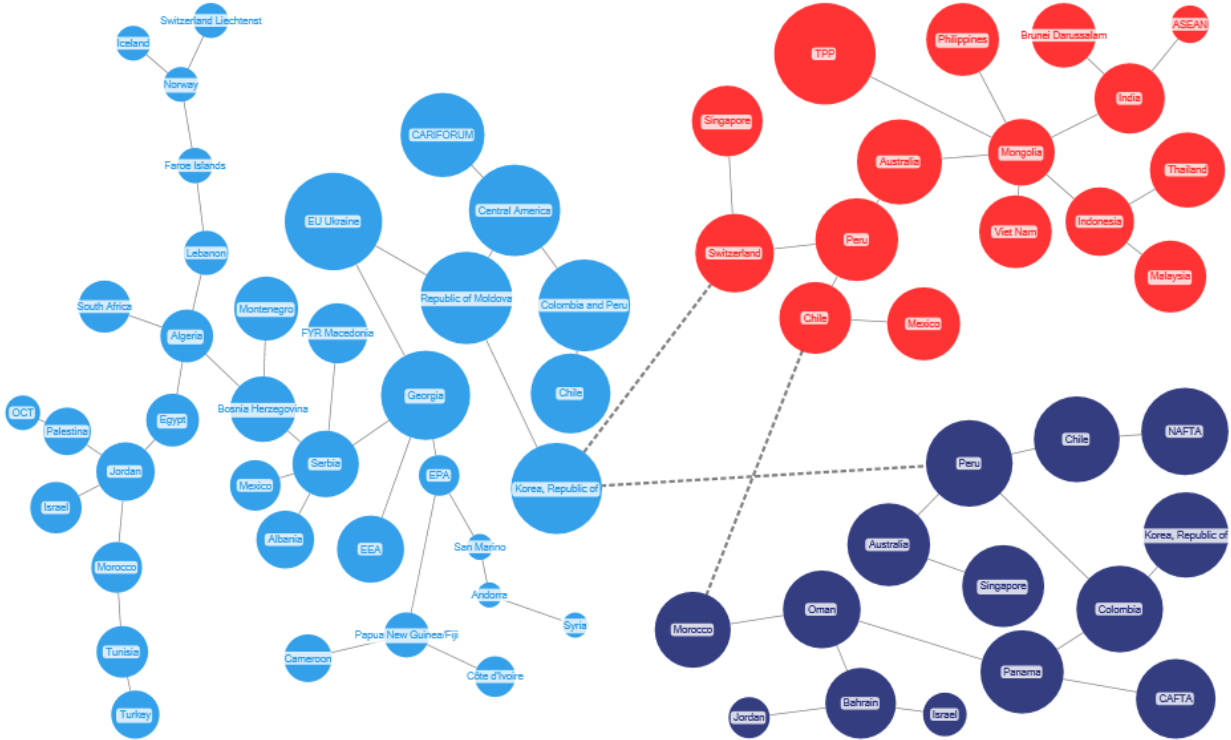 Switzerland Liechtenst
Iceland
Norway
Faroe Islands
Lebanon
South Africa
Algeria
Montenegro
FYR Macedonia
EU Ukraine
CARIFORUM
Central America
Republic of Moldova
Colombia and Peru
Chile
Georgia
Bosnia Herzegovina
OCT
Palestina
Egypt
Jordan
Israel
Serbia
Mexico
Albania
EPA
EEA
Korea, Republic of
San Marino
Andorra
Syria
Morocco
Papua New Guinea/Fiji
Cameroon
Côte d'Ivoire
Tunisia
Turkey
TPP
Philippines
Brunei Darussalam
ASEAN
India
Singapore
Australia
Mongolia
Thailand
Switzerland
Peru
Viet Nam
Indonesia
Malaysia
Chile
Mexico
Peru
Chile
NAFTA
Australia
Korea, Republic of
Singapore
Morocco
Oman
Colombia
Panama
CAFTA
Bahrain
Jordan
Israel